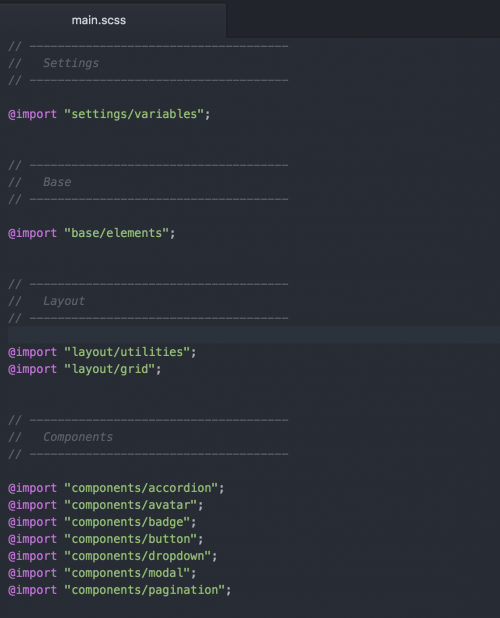 main.scss
// -------------------------------------
//   Settings
// -------------------------------------
@import "settings/variables";
// -------------------------------------
//   Base
// -------------------------------------
@import "base/elements";
// -------------------------------------
//   Layout
// -------------------------------------
@import "layout/utilities";
@import "layout/grid";
// -------------------------------------
//   Components
// -------------------------------------
@import "components/accordion";
@import "components/avatar";
@import "components/badge";
@import "components/button";
@import "components/dropdown";
@import "components/modal";
@import "components/pagination";